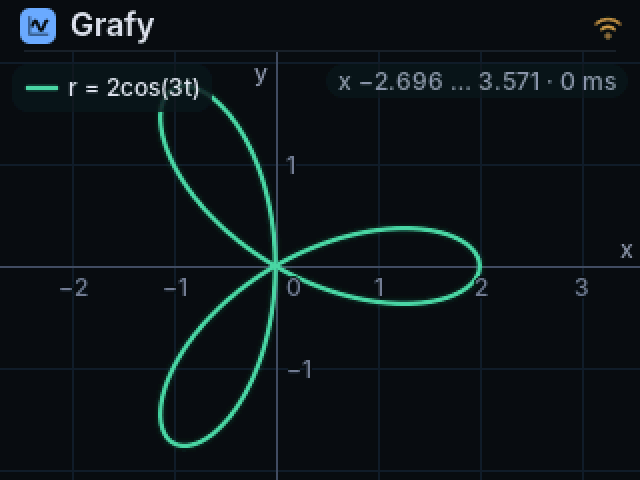 Grafy
r = 2cos(3t)
y
x −2.696 … 3.571 · 0 ms
1
x
−2
−1
0
1
2
3
−1